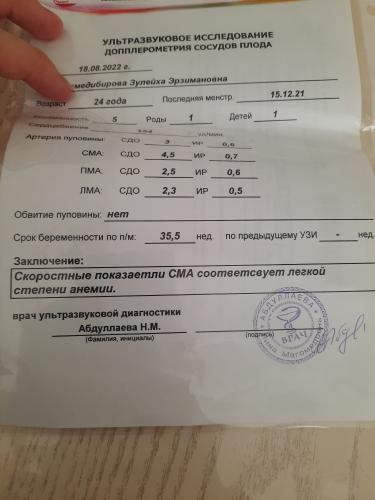 УЛЬТРАЗВУКОВОЕ ИССЛЕДОВАНИЕ
ДОППЛЕРОМЕТРИЯ СОСУДОВ ПЛОДА
18.08.2022 г.
медибирова Зулейха Эрзимановна
Возраст 24 года Последняя менстр. 15.12.21
5 Роды 1 Детей 1
Сердцебиение уд/мин.
Артерия пуповины: СДО 3 ИР 0,6
СМА: СДО 4,5 ИР 0,7
ПМА: СДО 2,5 ИР 0,6
ЛМА: СДО 2,3 ИР 0,5
Обвитие пуповины: нет
Срок беременности по п/м: 35,5 нед. по предыдущему УЗИ - нед.
Заключение:
Скоростные показаетли СМА соответсвует легкой
степени анемии.
врач ультразвуковой диагностики
Абдуллаева Н.М.
(Фамилия, инициалы) (подпись)
АБДУЛЛАЕВА
ВРАЧ